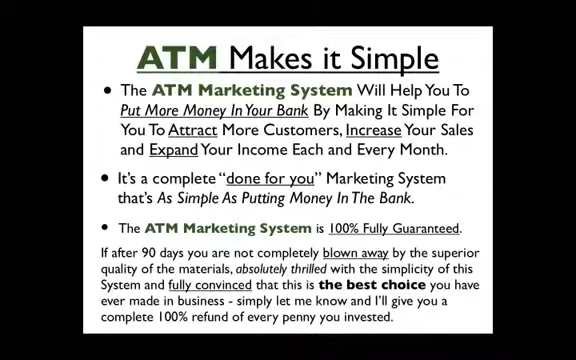 ATM Makes it Simple
• The ATM Marketing System Will Help You To
Put More Money In Your Bank By Making It Simple For
You To Attract More Customers, Increase Your Sales
and Expand Your Income Each and Every Month.
• It's a complete "done for you" Marketing System
that's As Simple As Putting Money In The Bank.
• The ATM Marketing System is 100% Fully Guaranteed.
If after 90 days you are not completely blown away by the superior
quality of the materials, absolutely thrilled with the simplicity of this
System and fully convinced that this is the best choice you have
ever made in business - simply let me know and I'll give you a
complete 100% refund of every penny you invested.